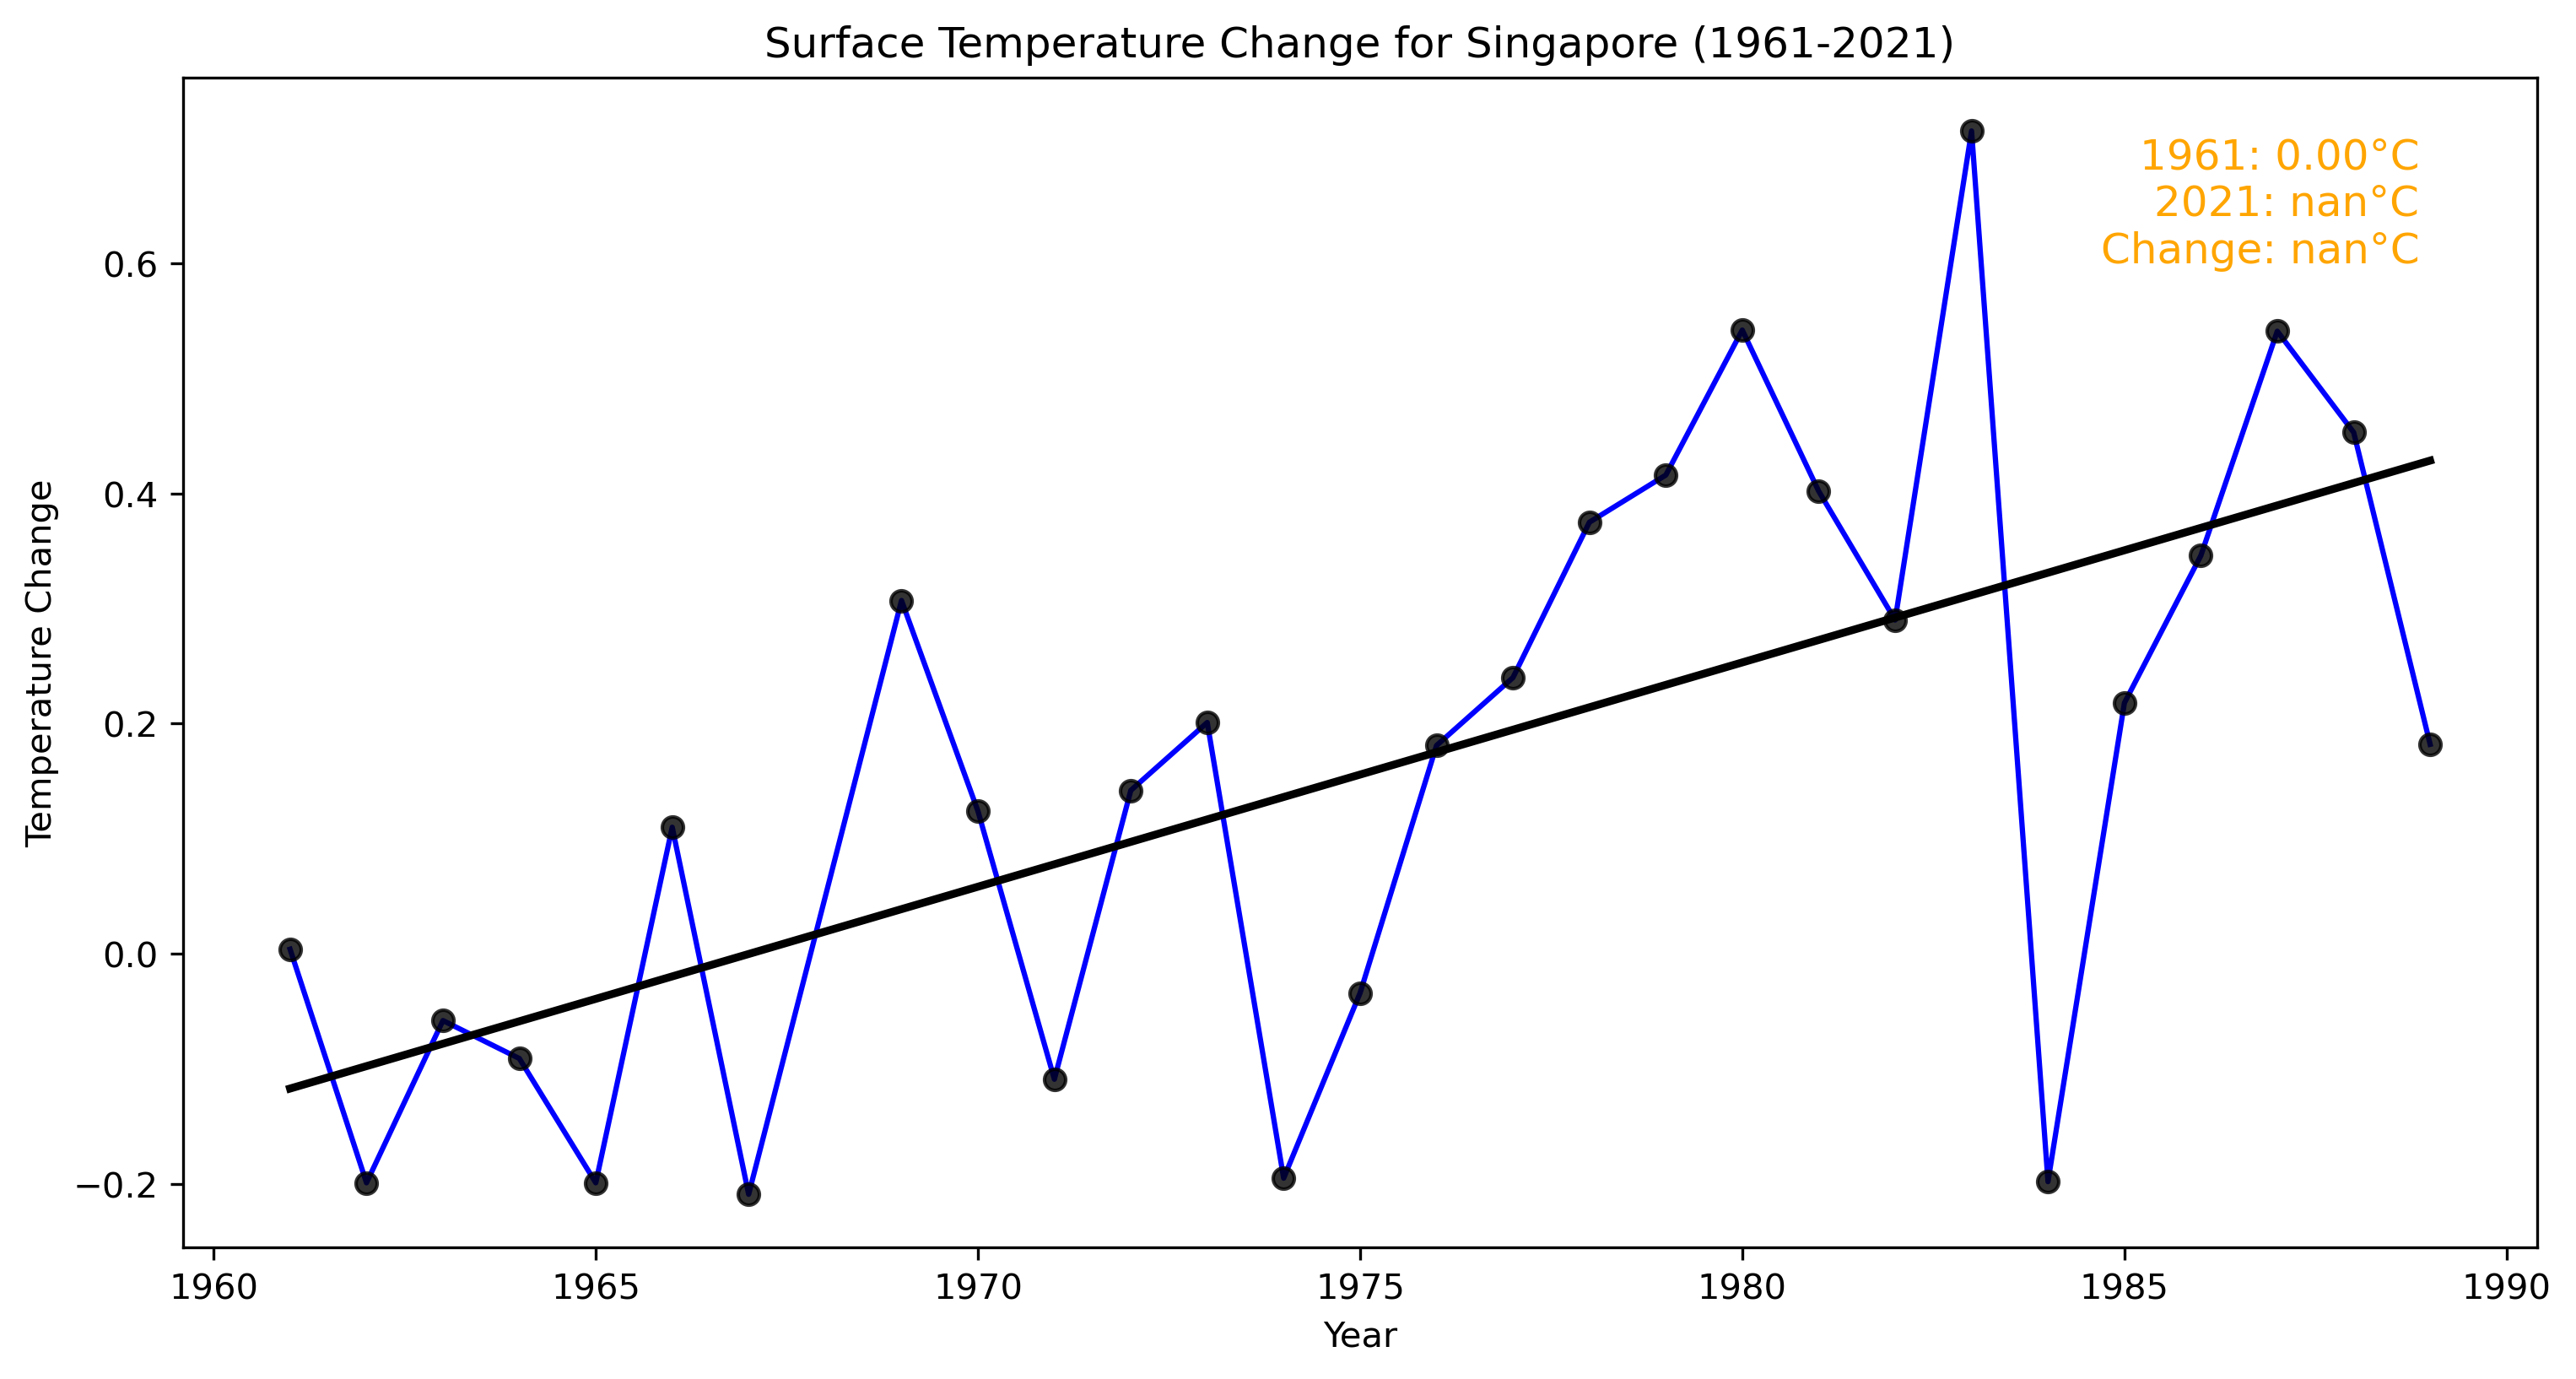 Surface Temperature Change for Singapore (1961-2021)
1961: 0.00°C
2021: nan°C
Change: nan°C
Temperature Change
0.6
0.4
0.2
0.0
−0.2
1960 1965 1970 1975 1980 1985 1990
Year